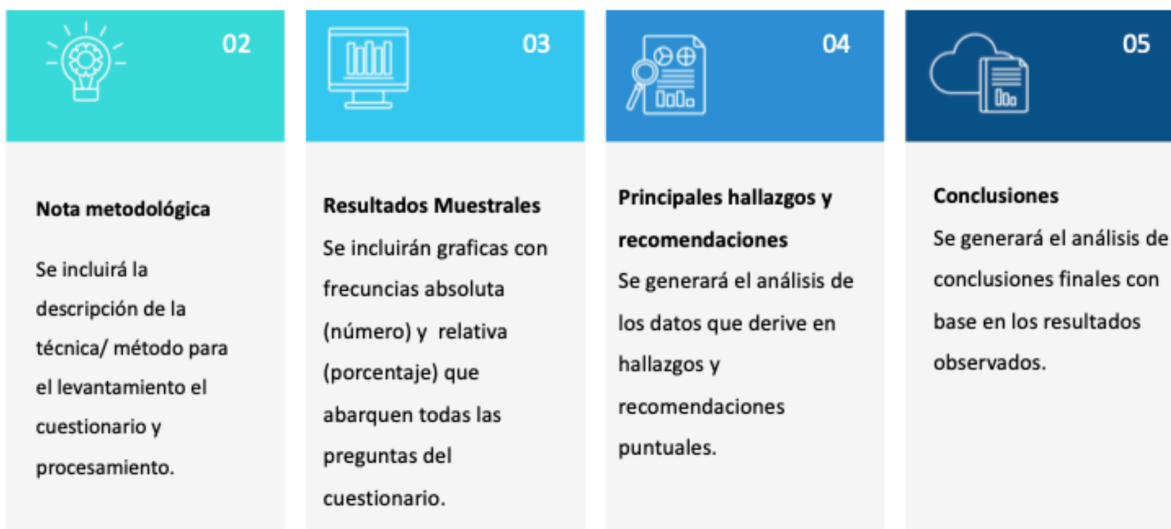 02
Nota metodológica
Se incluirá la
descripción de la
técnica/ método para
el levantamiento el
cuestionario y
procesamiento.
03
Resultados Muestrales
Se incluirán graficas con
frecuncias absoluta
(número) y relativa
(porcentaje) que
abarquen todas las
preguntas del
cuestionario.
04
Principales hallazgos y
recomendaciones
Se generará el análisis de
los datos que derive en
hallazgos y
recomendaciones
puntuales.
05
Conclusiones
Se generará el análisis de
conclusiones finales con
base en los resultados
observados.